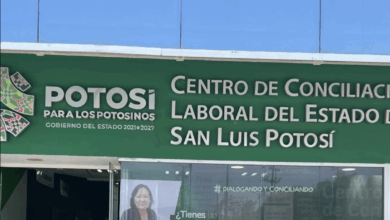 POTOSÍ
PARA LOS POTOSINOS
GOBIERNO DEL ESTADO 2021•2027
CENTRO DE CONCILIAC
LABORAL DEL ESTADO D
SAN LUIS POTOSÍ
# DIALOGANDO Y CONCILIANDO
¿Tienes